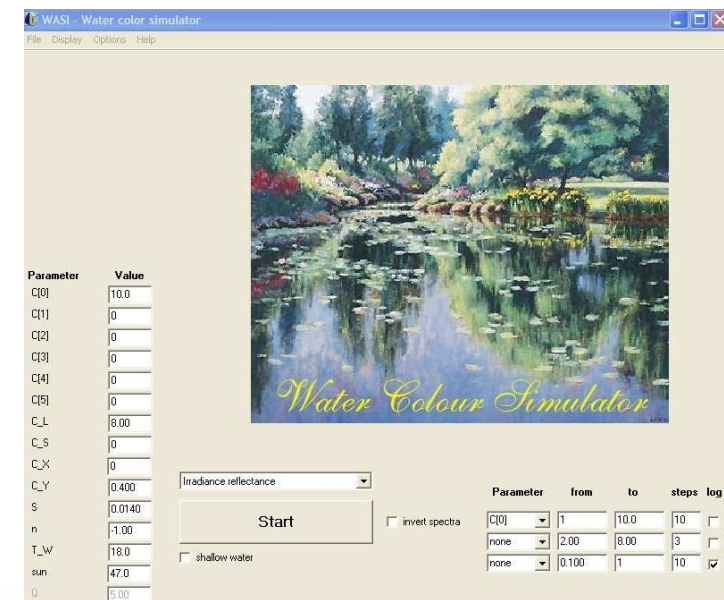 WASI - Water color simulator
File Display Options Help
Water Colour Simulator
Parameter Value
C[0] 10.0
C[1] 0
C[2] 0
C[3] 0
C[4] 0
C[5] 0
C_L 8.00
C_S 0
C_X 0
C_Y 0.400
S 0.0140
n -1.00
T_W 18.0
sun 47.0
Q 5.00
Irradiance reflectance
Start
invert spectra
shallow water
Parameter from to steps log
C[0] 1 10.0 10
none 2.00 8.00 3
none 0.100 1 10